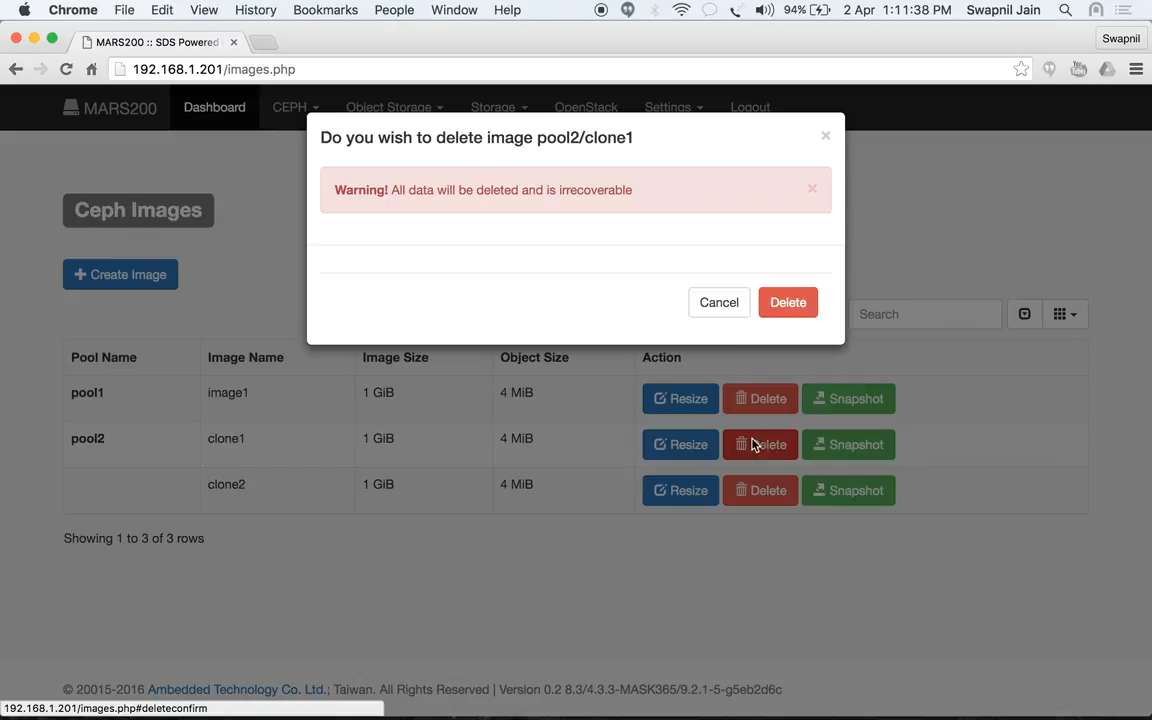 Chrome File Edit View History Bookmarks People Window Help 94% 2 Apr 1:11:38 PM Swapnil Jain
MARS200 :: SDS Powered Swapnil
192.168.1.201/images.php
MARS200 Dashboard CEPH Object Storage Storage OpenStack Settings Logout
Do you wish to delete image pool2/clone1 ×
Warning! All data will be deleted and is irrecoverable ×
Cancel Delete
Ceph Images
Create Image
Search
Pool Name Image Name Image Size Object Size Action
pool1 image1 1 GiB 4 MiB Resize Delete Snapshot
pool2 clone1 1 GiB 4 MiB Resize Delete Snapshot
clone2 1 GiB 4 MiB Resize Delete Snapshot
Showing 1 to 3 of 3 rows
© 20015-2016 Ambedded Technology Co. Ltd.; Taiwan. All Rights Reserved | Version 0.2 8.3/4.3.3-MASK365/9.2.1-5-g5eb2d6c
192.168.1.201/images.php#deleteconfirm